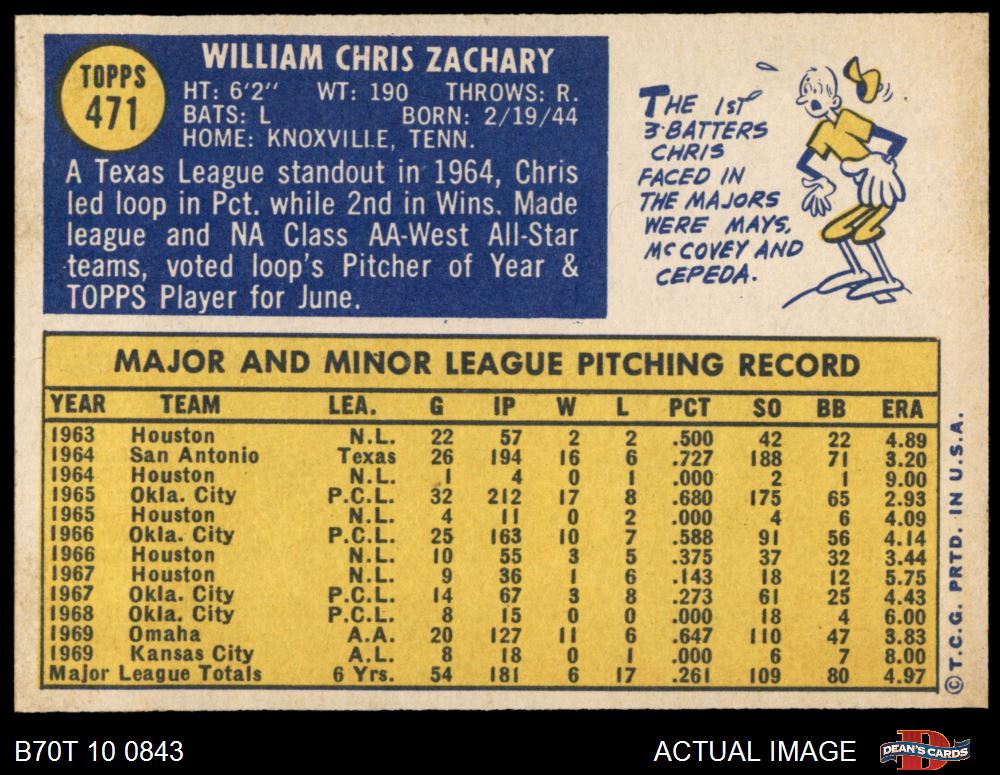 TOPPS
471
WILLIAM CHRIS ZACHARY
HT: 6'2" WT: 190 THROWS: R.
BATS: L BORN: 2/19/44
HOME: KNOXVILLE, TENN.
A Texas League standout in 1964, Chris
led loop in Pct. while 2nd in Wins. Made
league and NA Class AA-West All-Star
teams, voted loop's Pitcher of Year &
TOPPS Player for June.
THE 1ST
3-BATTERS
CHRIS
FACED IN
THE MAJORS
WERE MAYS,
McCOVEY AND
CEPEDA.
MAJOR AND MINOR LEAGUE PITCHING RECORD
YEAR TEAM LEA. G IP W L PCT SO BB ERA
1963 Houston N.L. 22 57 2 2 .500 42 22 4.89
1964 San Antonio Texas 26 194 16 6 .727 188 71 3.20
1964 Houston N.L. 1 4 0 1 .000 2 1 9.00
1965 Okla. City P.C.L. 32 212 17 8 .680 175 65 2.93
1965 Houston N.L. 4 11 0 2 .000 4 6 4.09
1966 Okla. City P.C.L. 25 163 10 7 .588 91 56 4.14
1966 Houston N.L. 10 55 3 5 .375 37 32 3.44
1967 Houston N.L. 9 36 1 6 .143 18 12 5.75
1967 Okla. City P.C.L. 14 67 3 8 .273 61 25 4.43
1968 Okla. City P.C.L. 8 15 0 0 .000 18 4 6.00
1969 Omaha A.A. 20 127 11 6 .647 110 47 3.83
1969 Kansas City A.L. 8 18 0 1 .000 6 7 8.00
Major League Totals 6 Yrs. 54 181 6 17 .261 109 80 4.97
© T.C.G. PRTD. IN U.S.A.
B70T 10 0843 ACTUAL IMAGE DEAN'S CARDS